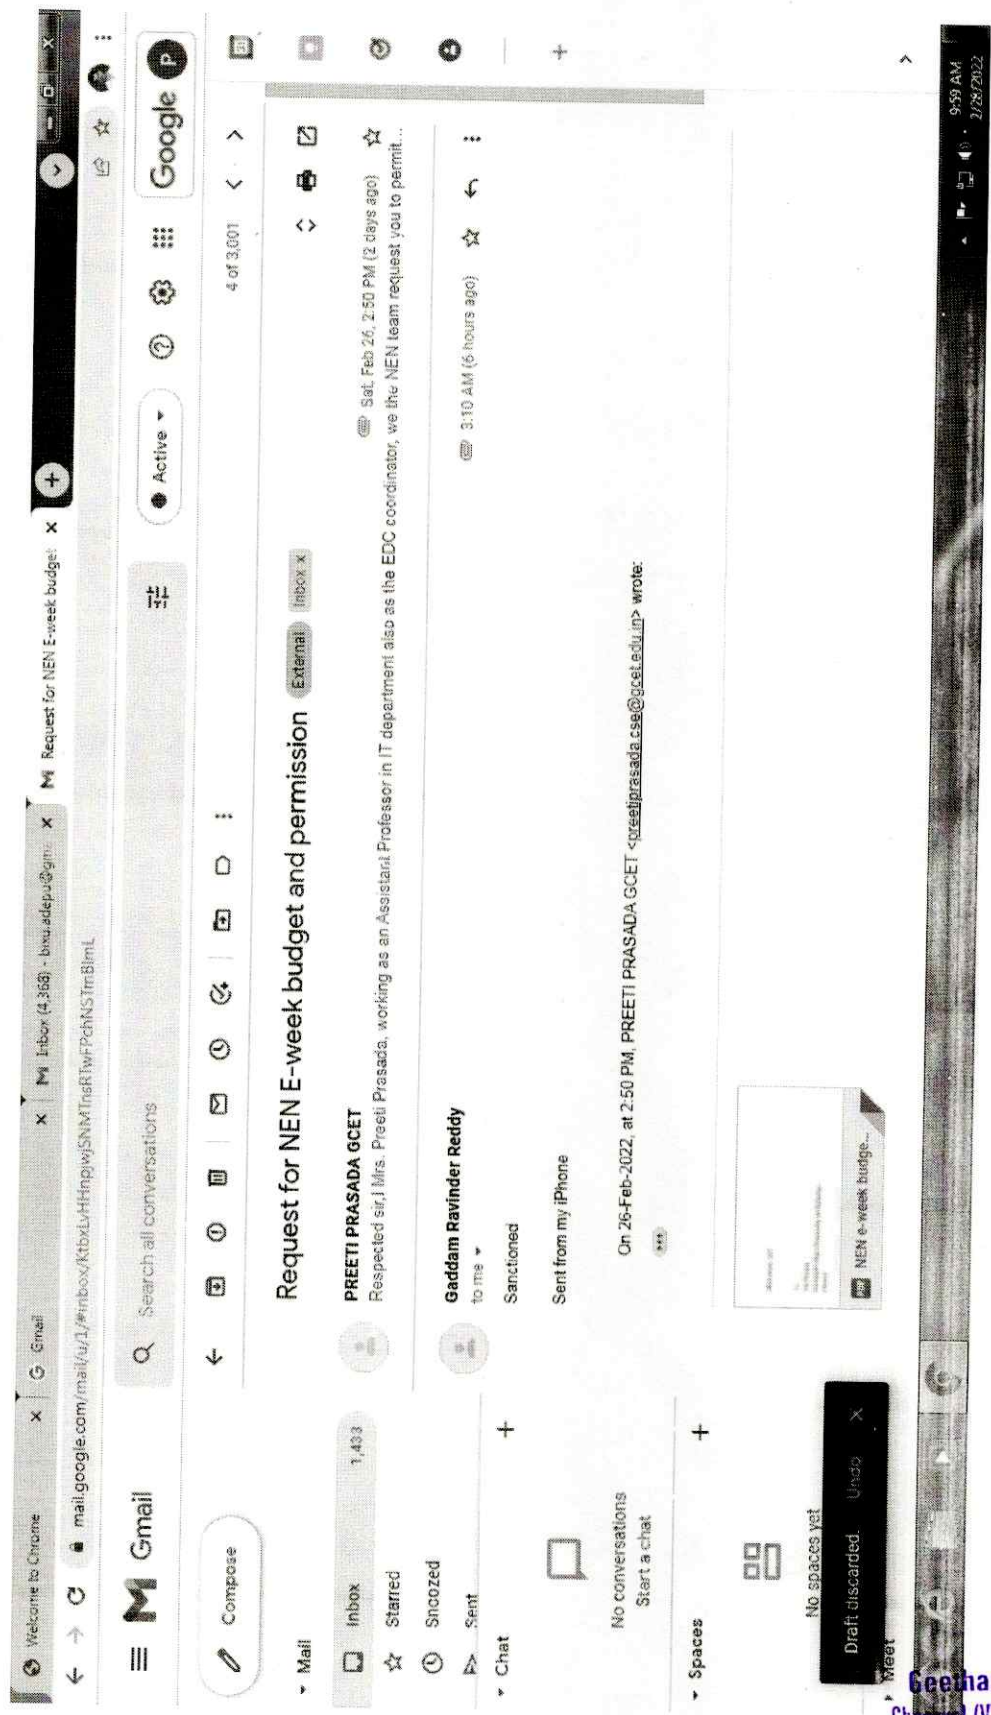 Welcome to Chrome
Gmail
Inbox (4,368) - bixu.adepu@gm
Request for NEN E-week budget
mail.google.com/mail/u/1/#inbox/
Gmail
Search all conversations
Active
Google
P
Compose
4 of 3,001
Mail
Inbox 1,433
Starred
Snoozed
Sent
Chat
No conversations
Start a chat
Spaces
No spaces yet
Meet
Draft discarded. Undo
Request for NEN E-week budget and permission External Inbox x
PREETI PRASADA GCET
Sat, Feb 26, 2:50 PM (2 days ago)
Respected sir,I Mrs. Preeti Prasada, working as an Assistant Professor in IT department also as the EDC coordinator, we the NEN team request you to permit...
Gaddam Ravinder Reddy
3:10 AM (6 hours ago)
to me
Sanctioned
Sent from my iPhone
On 26-Feb-2022, at 2:50 PM, PREETI PRASADA GCET <preetiprasada.cse@gcet.edu.in> wrote:
NEN e-week budge...
9:59 AM
2/28/2022
Geetha